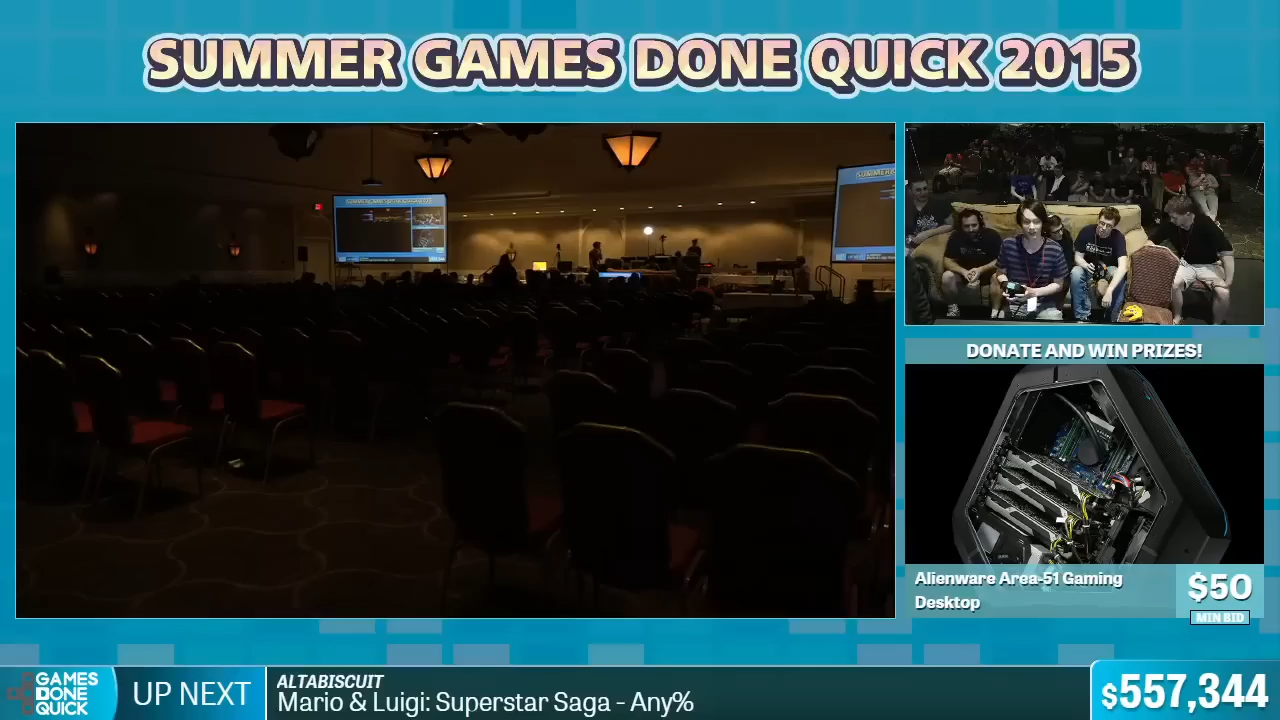 SUMMER GAMES DONE QUICK 2015
DONATE AND WIN PRIZES!
Alienware Area-51 Gaming
Desktop
$50
MIN BID
GAMES
DONE
QUICK
UP NEXT
ALTABISCUIT
Mario & Luigi: Superstar Saga - Any%
$557,344